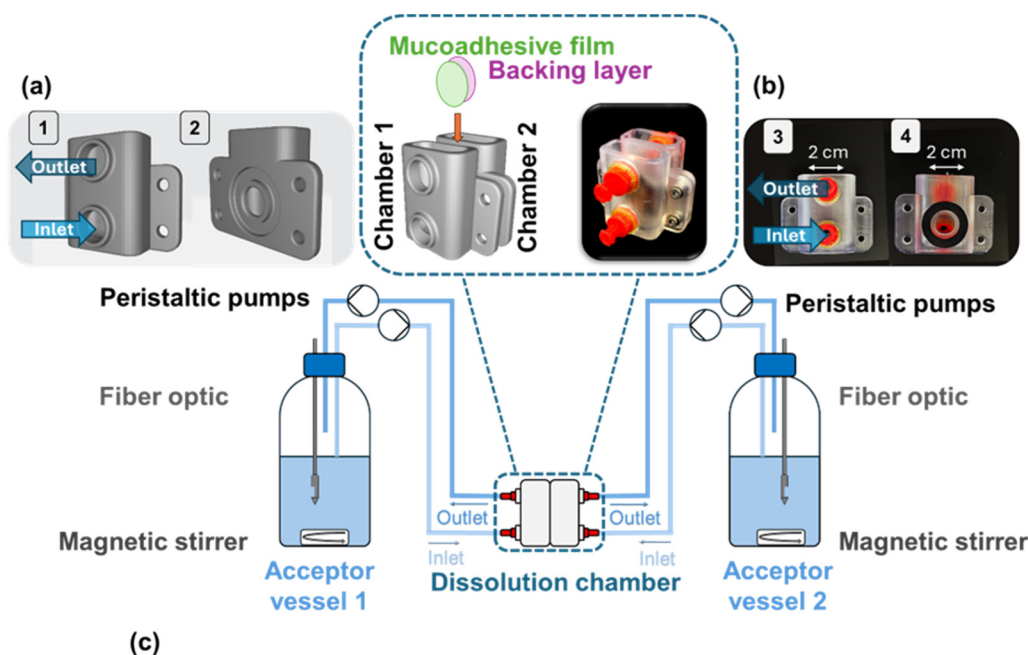 Mucoadhesive film
Backing layer
(a)
1
2
Outlet
Inlet
Chamber 1
Chamber 2
(b)
3
4
2 cm
2 cm
Outlet
Inlet
Peristaltic pumps
Peristaltic pumps
Fiber optic
Fiber optic
Outlet
Outlet
Inlet
Inlet
Magnetic stirrer
Magnetic stirrer
Dissolution chamber
Acceptor
vessel 1
Acceptor
vessel 2
(c)